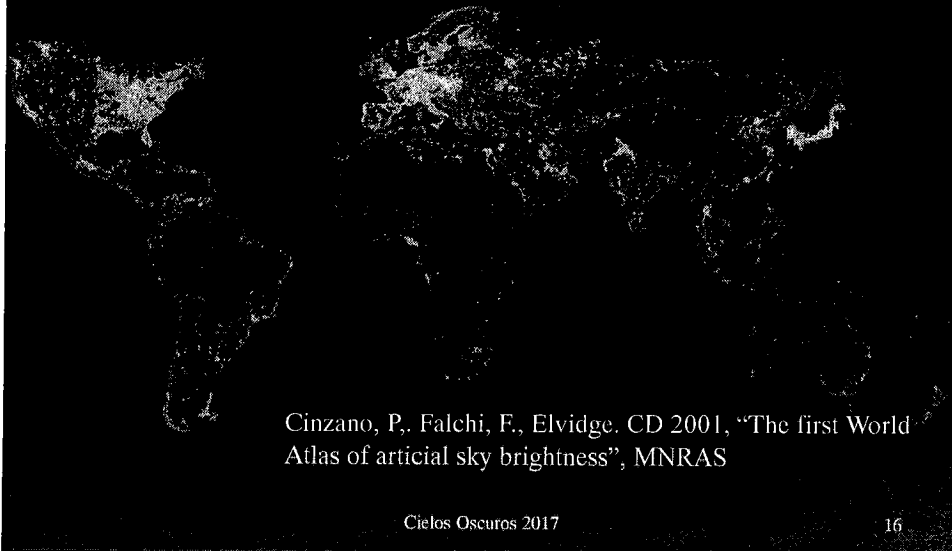 Cinzano, P,. Falchi, F., Elvidge. CD 2001, “The first World
Atlas of articial sky brightness”, MNRAS
Cielos Oscuros 2017
16